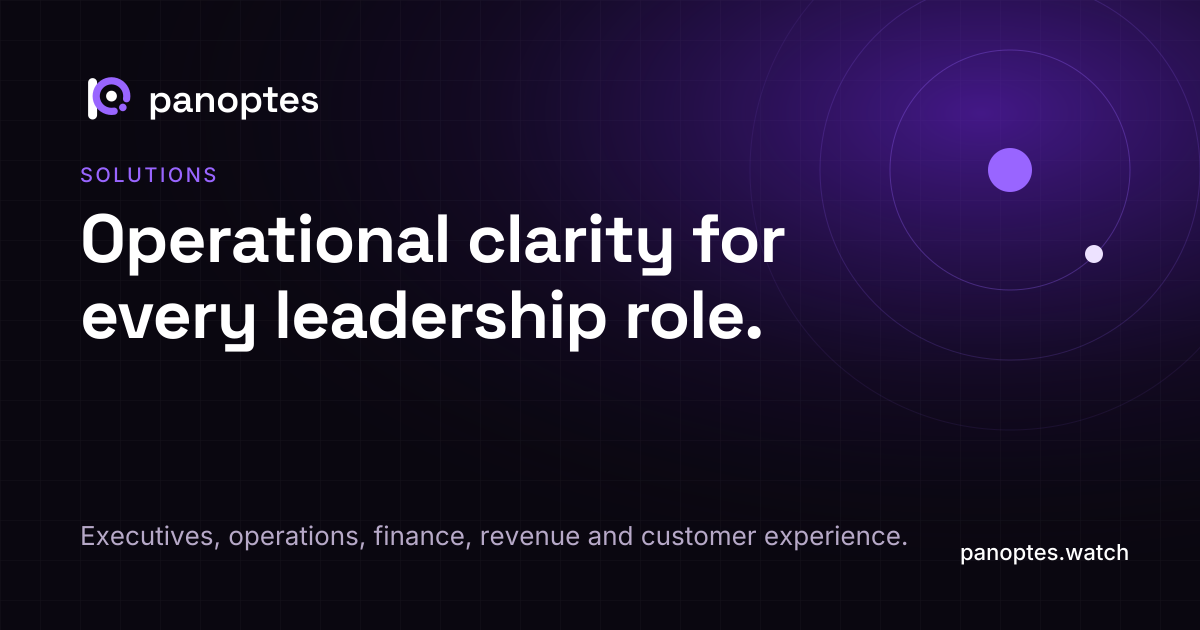 panoptes
SOLUTIONS
Operational clarity for
every leadership role.
Executives, operations, finance, revenue and customer experience.
panoptes.watch